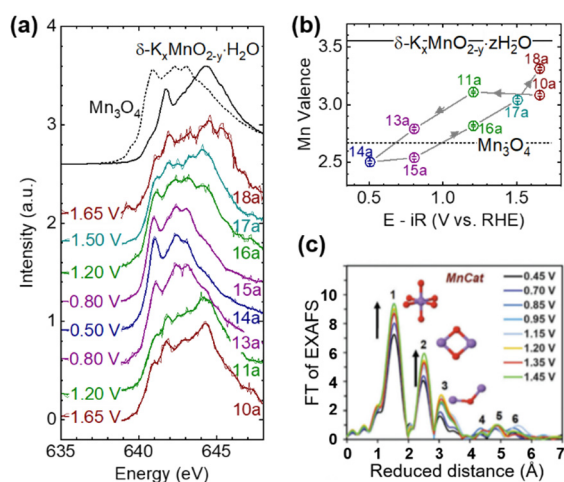 (a)
δ-KxMnO2-y·H2O
Mn3O4
Intensity (a.u.)
4
3
2
1
0
1.65 V
1.50 V
1.20 V
0.80 V
0.50 V
0.80 V
1.20 V
1.65 V
18a
17a
16a
15a
14a
13a
11a
10a
635
640
645
Energy (eV)
(b)
δ-KxMnO2-y·zH2O
Mn Valence
3.5
3.0
2.5
18a
11a
10a
17a
13a
16a
Mn3O4
14a
15a
0.0
0.5
1.0
1.5
E - iR (V vs. RHE)
(c)
MnCat
FT of EXAFS
10
8
6
4
2
0
1
2
3
4
5
6
0.45 V
0.70 V
0.85 V
0.95 V
1.15 V
1.20 V
1.35 V
1.45 V
0 1 2 3 4 5 6 7
Reduced distance (Å)